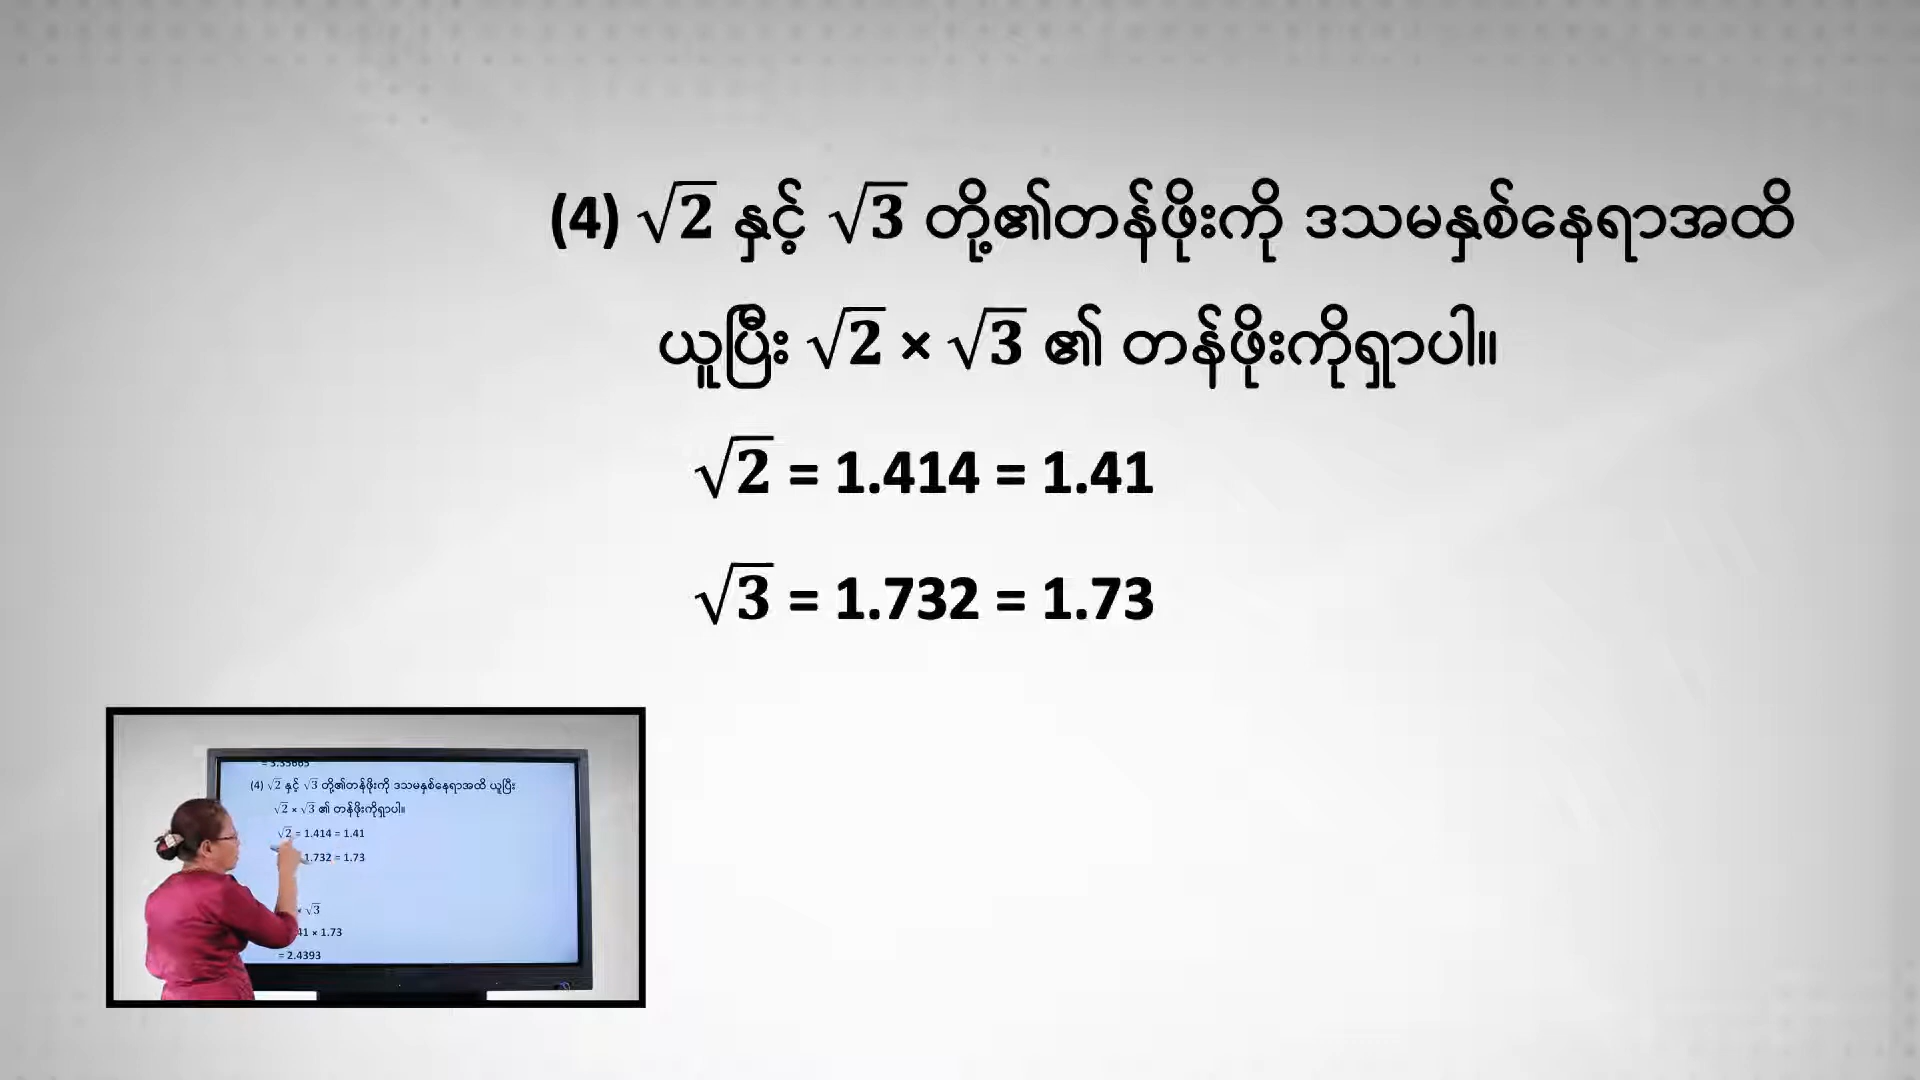 (4) √2 နှင့် √3 တို့၏တန်ဖိုးကို ဒသမနှစ်နေရာအထိ
ယူပြီး √2 × √3 ၏ တန်ဖိုးကိုရှာပါ။
√2 = 1.414 = 1.41
√3 = 1.732 = 1.73
= 3.35665
(4) √2 နှင့် √3 တို့၏တန်ဖိုးကို ဒသမနှစ်နေရာအထိ ယူပြီး
√2 × √3 ၏ တန်ဖိုးကိုရှာပါ။
√2 = 1.414 = 1.41
1.732 = 1.73
× √3
41 × 1.73
= 2.4393